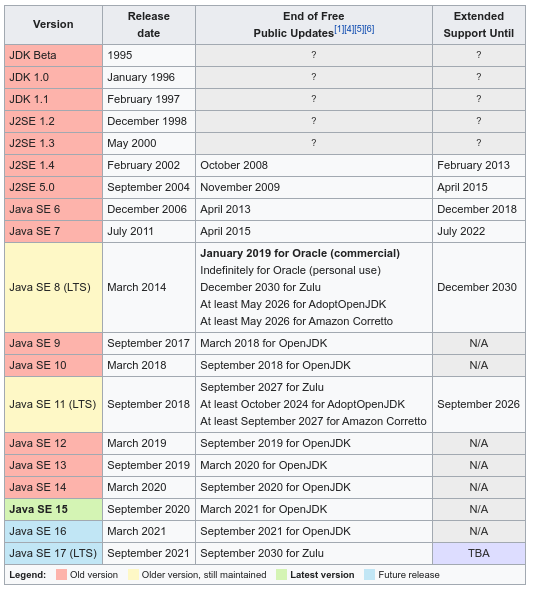 Version Release date End of Free Public Updates[1][4][5][6] Extended Support Until
JDK Beta 1995 ? ?
JDK 1.0 January 1996 ? ?
JDK 1.1 February 1997 ? ?
J2SE 1.2 December 1998 ? ?
J2SE 1.3 May 2000 ? ?
J2SE 1.4 February 2002 October 2008 February 2013
J2SE 5.0 September 2004 November 2009 April 2015
Java SE 6 December 2006 April 2013 December 2018
Java SE 7 July 2011 April 2015 July 2022
Java SE 8 (LTS) March 2014 January 2019 for Oracle (commercial)
Indefinitely for Oracle (personal use)
December 2030 for Zulu
At least May 2026 for AdoptOpenJDK
At least May 2026 for Amazon Corretto
December 2030
Java SE 9 September 2017 March 2018 for OpenJDK N/A
Java SE 10 March 2018 September 2018 for OpenJDK N/A
Java SE 11 (LTS) September 2018 September 2027 for Zulu
At least October 2024 for AdoptOpenJDK
At least September 2027 for Amazon Corretto
September 2026
Java SE 12 March 2019 September 2019 for OpenJDK N/A
Java SE 13 September 2019 March 2020 for OpenJDK N/A
Java SE 14 March 2020 September 2020 for OpenJDK N/A
Java SE 15 September 2020 March 2021 for OpenJDK N/A
Java SE 16 March 2021 September 2021 for OpenJDK N/A
Java SE 17 (LTS) September 2021 September 2030 for Zulu TBA
Legend: Old version Older version, still maintained Latest version Future release